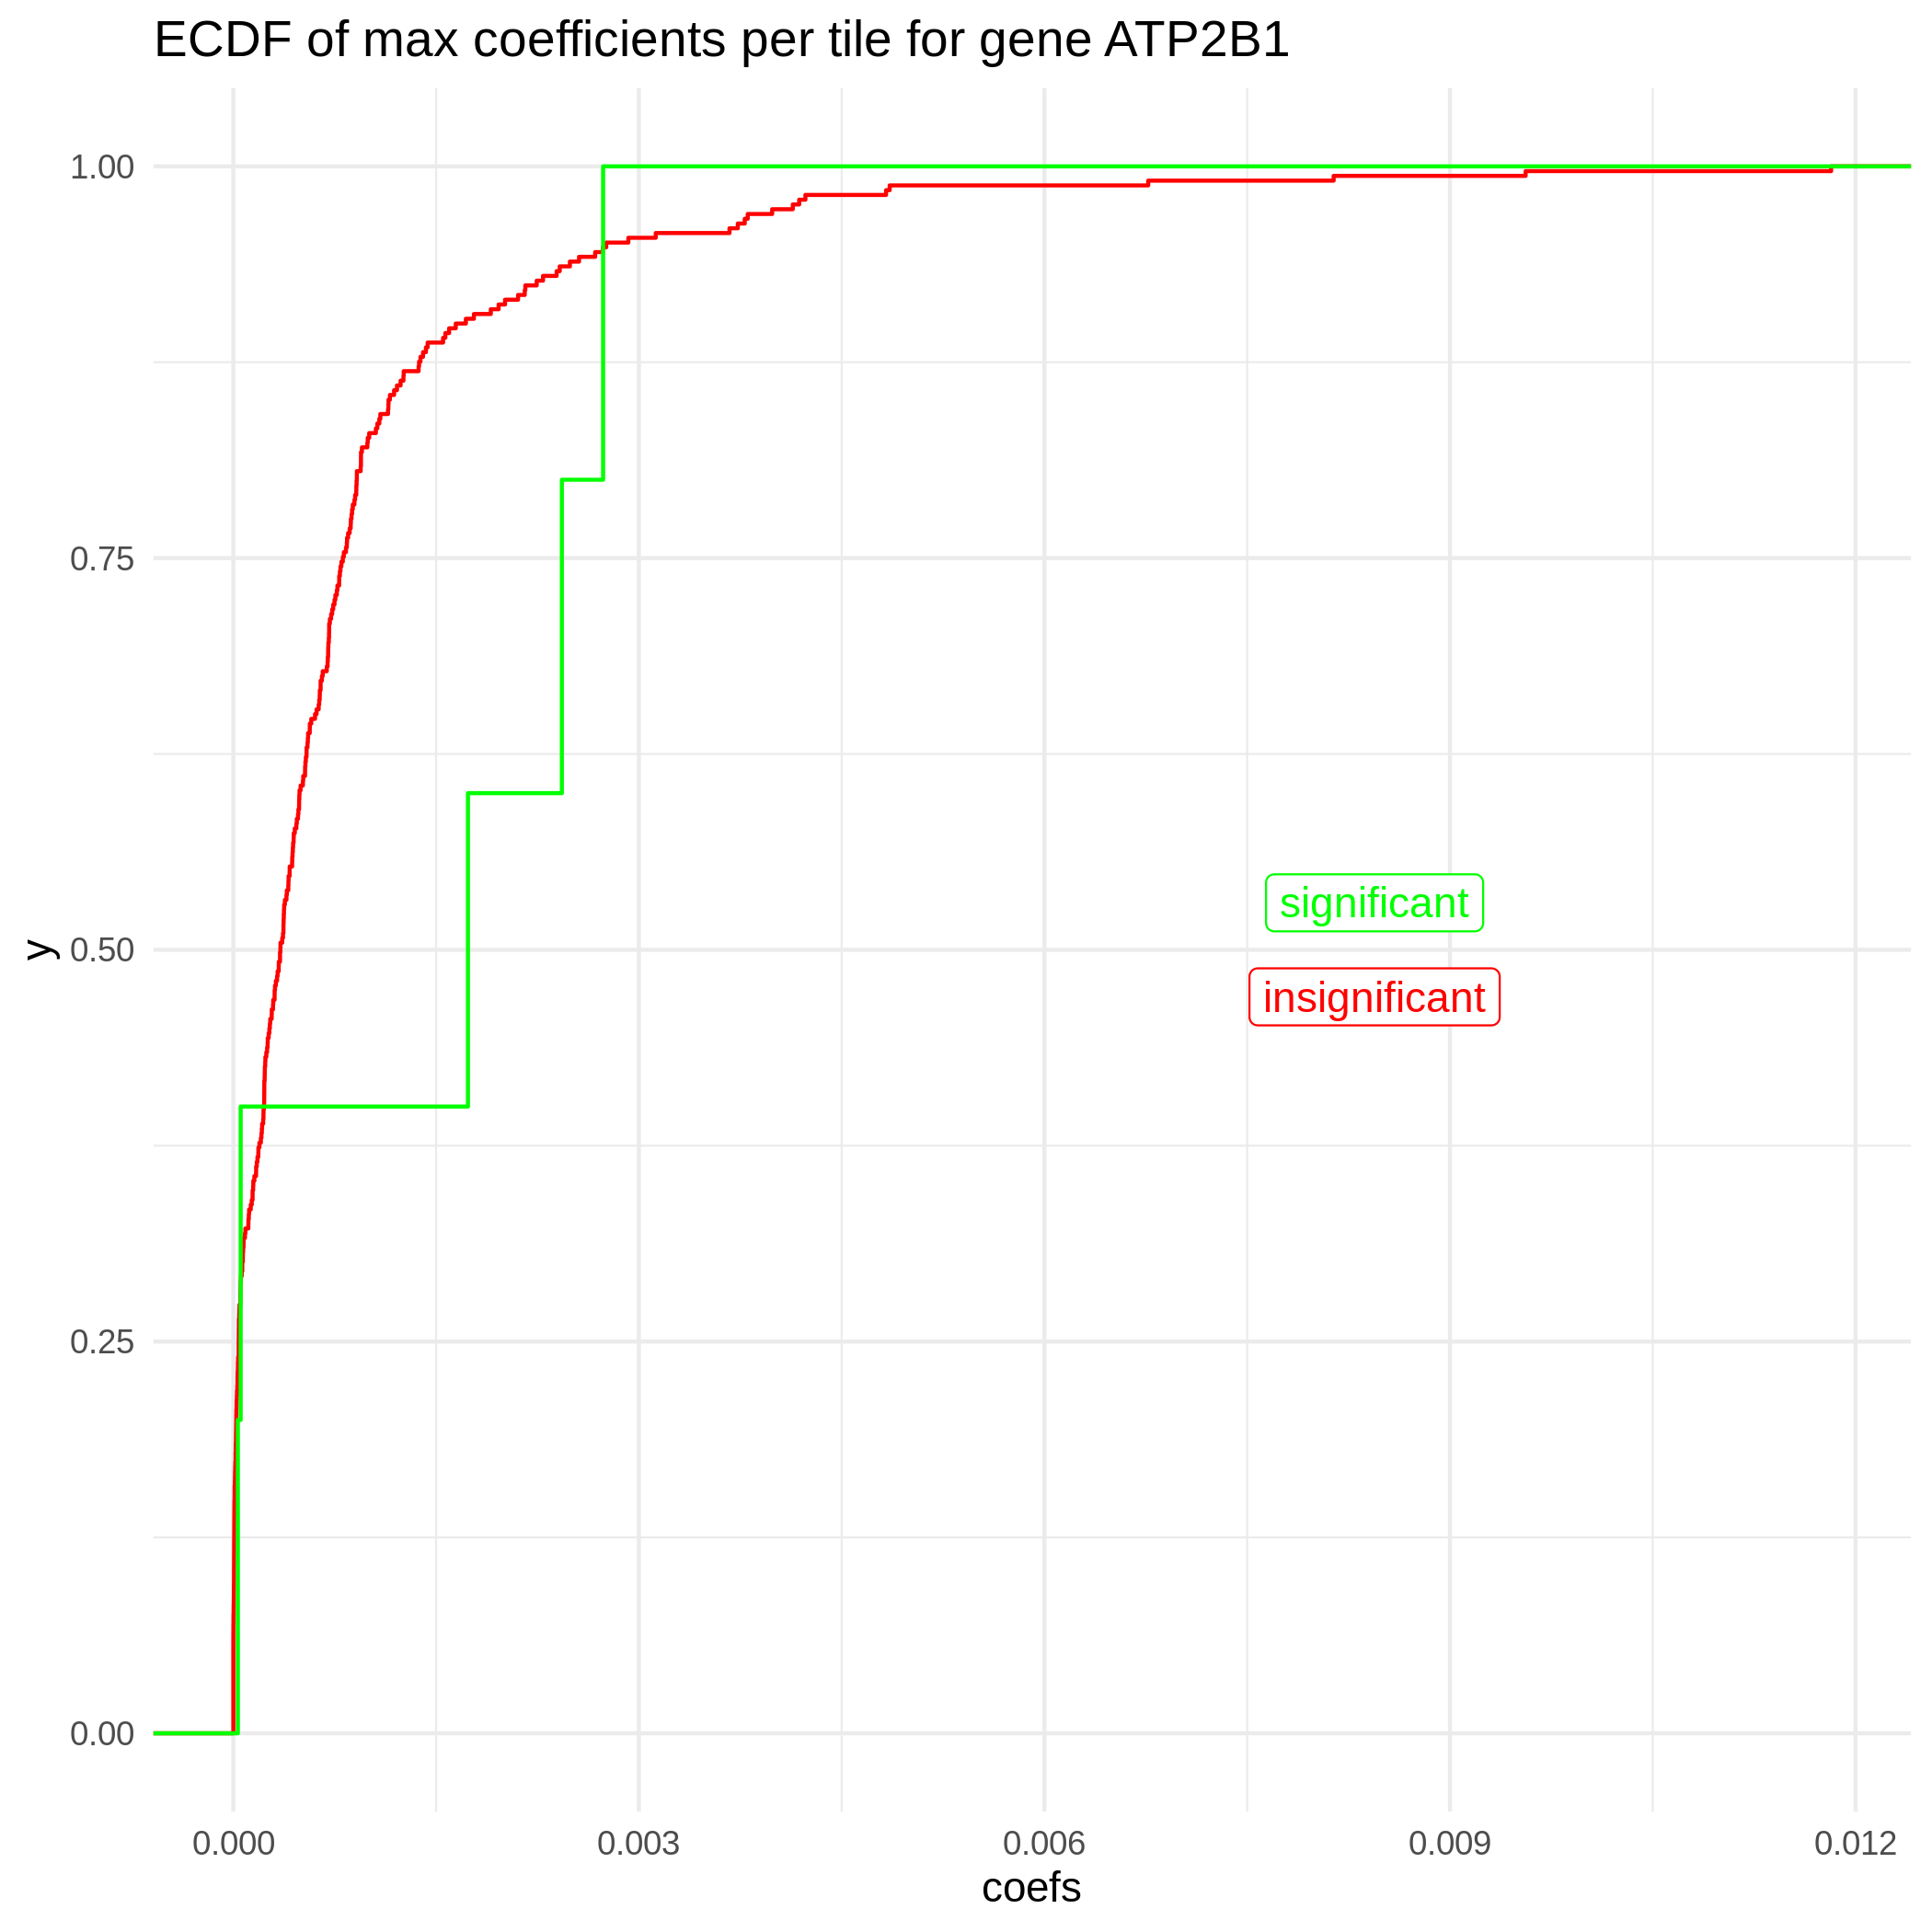 ECDF of max coefficients per tile for gene ATP2B1
1.00
0.75
0.50
0.25
0.00
y
significant
insignificant
0.000
0.003
0.006
0.009
0.012
coefs